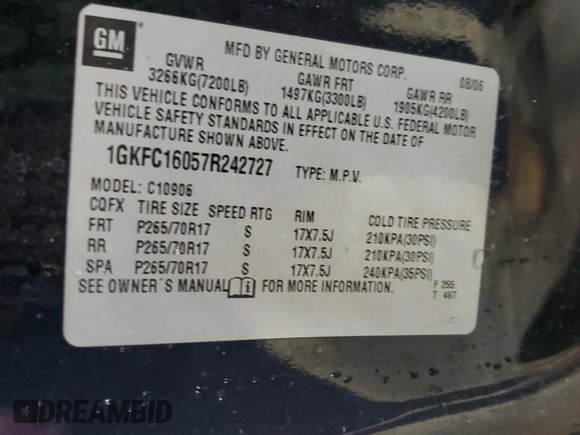 GM
MFD BY GENERAL MOTORS CORP.
08/06
GVWR GAWR FRT GAWR RR
3266KG(7200LB) 1497KG(3300LB) 1905KG(4200LB)
THIS VEHICLE CONFORMS TO ALL APPLICABLE U.S. FEDERAL MOTOR
VEHICLE SAFETY STANDARDS IN EFFECT ON THE DATE OF
MANUFACTURE SHOWN ABOVE.
1GKFC16057R242727 TYPE: M.P.V.
MODEL: C10906
CQFX TIRE SIZE SPEED RTG RIM COLD TIRE PRESSURE
FRT P265/70R17 S 17X7.5J 210KPA(30PSI)
RR P265/70R17 S 17X7.5J 210KPA(30PSI)
SPA P265/70R17 S 17X7.5J 240KPA(35PSI)
SEE OWNER'S MANUAL FOR MORE INFORMATION.
F 255
T 467
DREAMBID